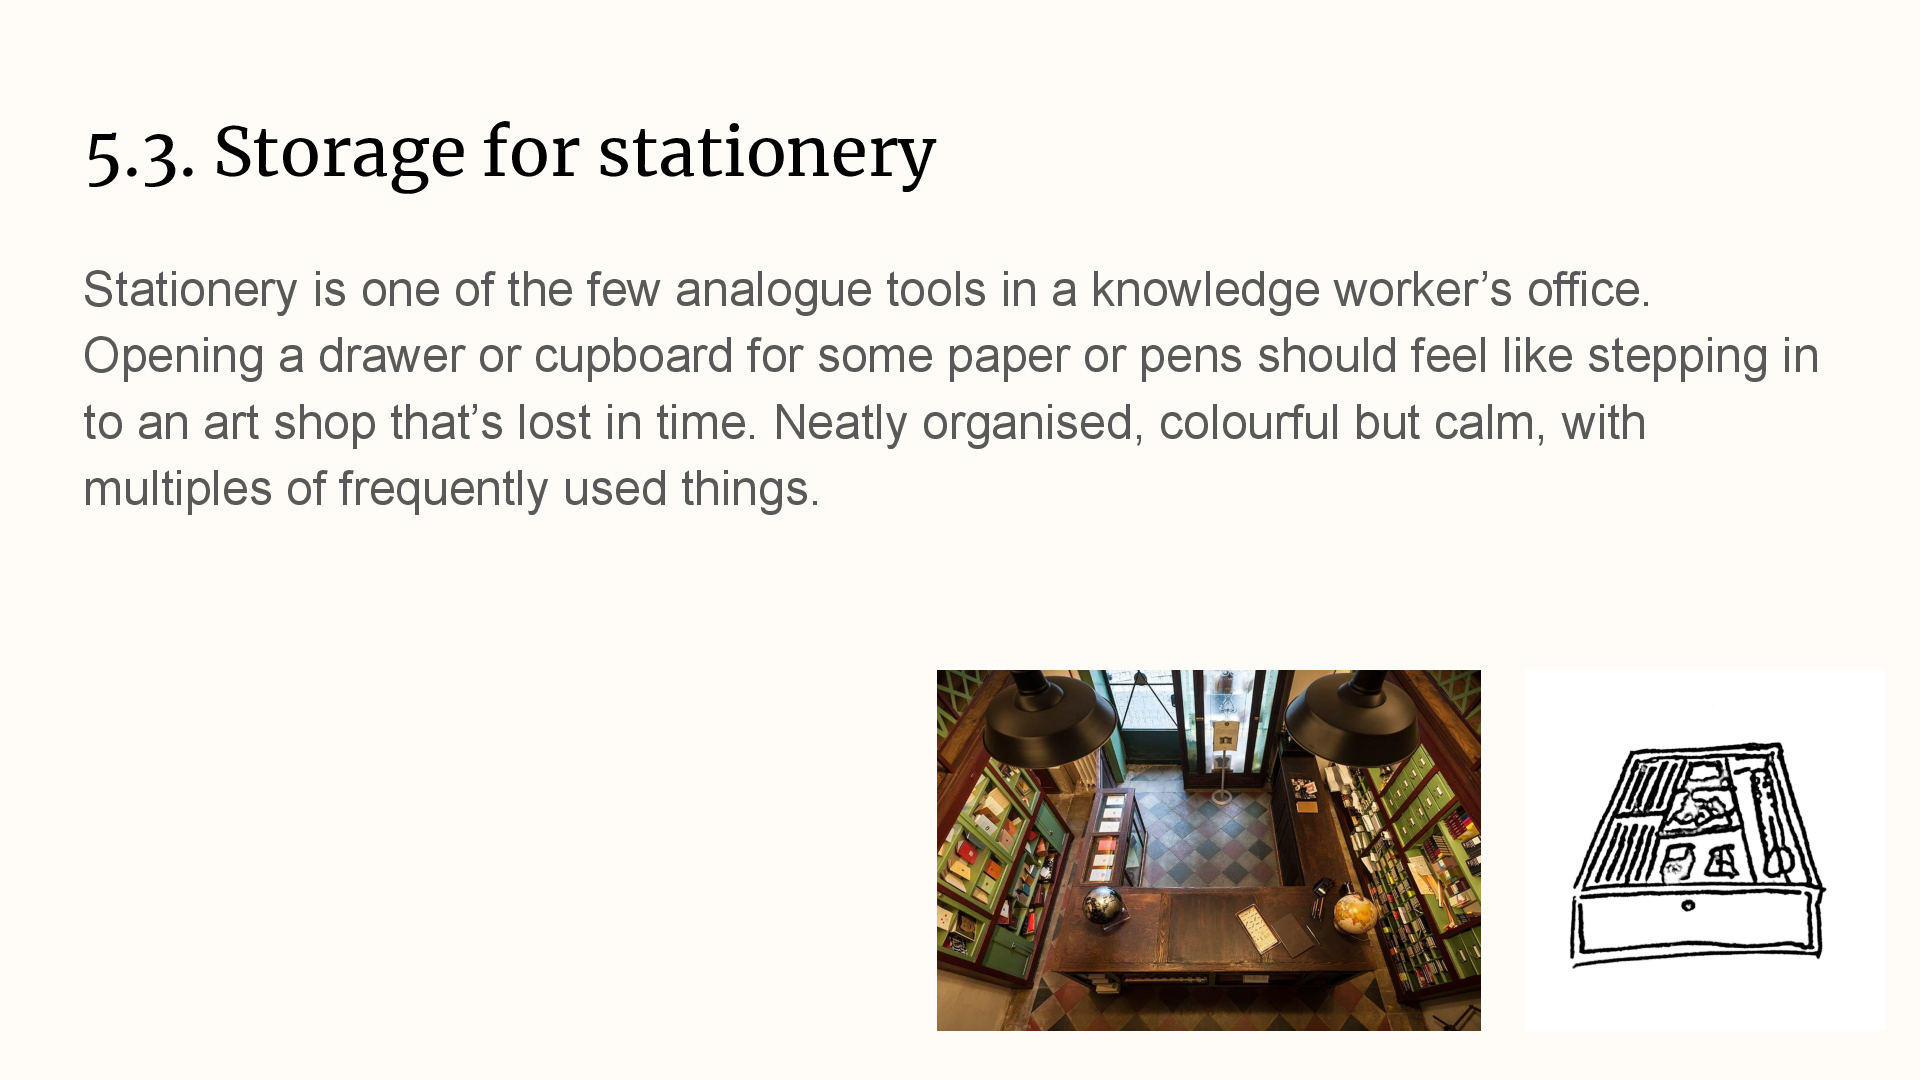 5.3. Storage for stationery
Stationery is one of the few analogue tools in a knowledge worker’s office.
Opening a drawer or cupboard for some paper or pens should feel like stepping in
to an art shop that’s lost in time. Neatly organised, colourful but calm, with
multiples of frequently used things.